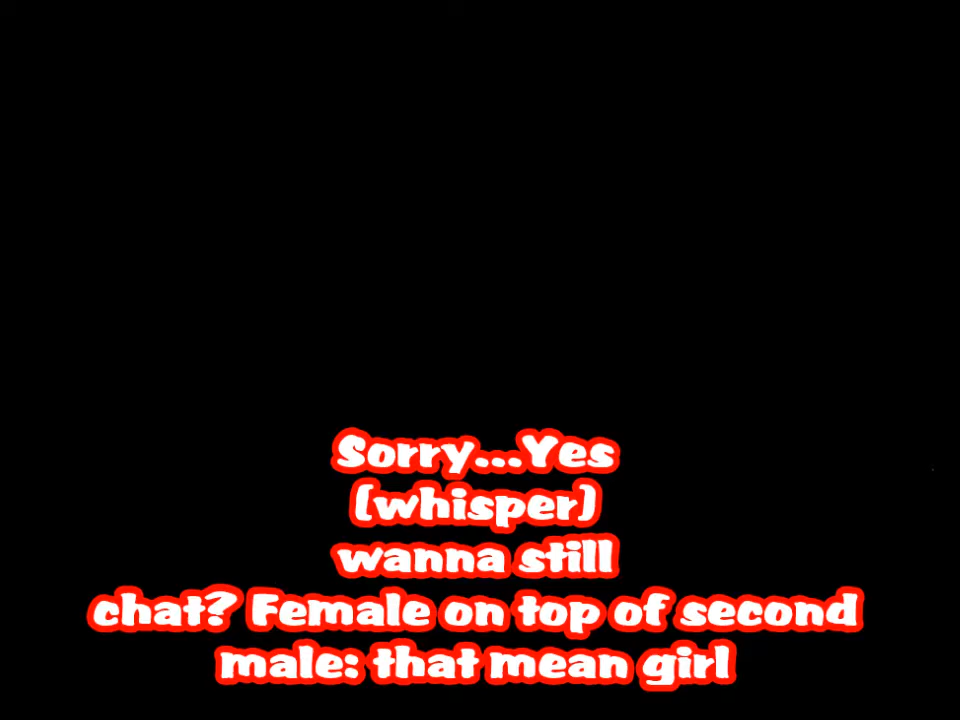 Sorry...Yes
(whisper)
wanna still
chat? Female on top of second
male: that mean girl